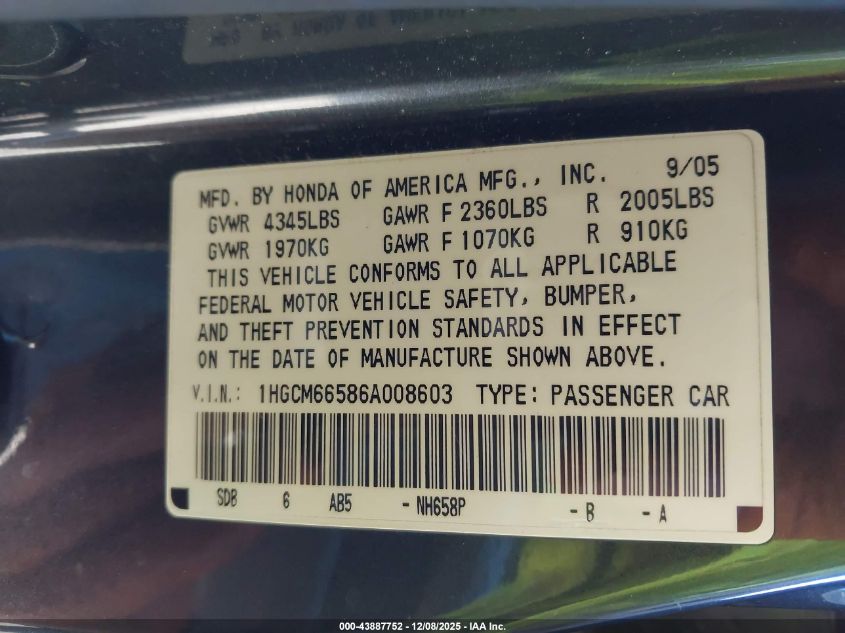 MFD. BY HONDA OF AMERICA MFG., INC. 9/05
GVWR 4345LBS GAWR F 2360LBS R 2005LBS
GVWR 1970KG GAWR F 1070KG R 910KG
THIS VEHICLE CONFORMS TO ALL APPLICABLE
FEDERAL MOTOR VEHICLE SAFETY, BUMPER,
AND THEFT PREVENTION STANDARDS IN EFFECT
ON THE DATE OF MANUFACTURE SHOWN ABOVE.
V.I.N.: 1HGCM66586A008603 TYPE: PASSENGER CAR
SDB 6 AB5 -NH658P -B -A
000-43887752 - 12/08/2025 - IAA Inc.